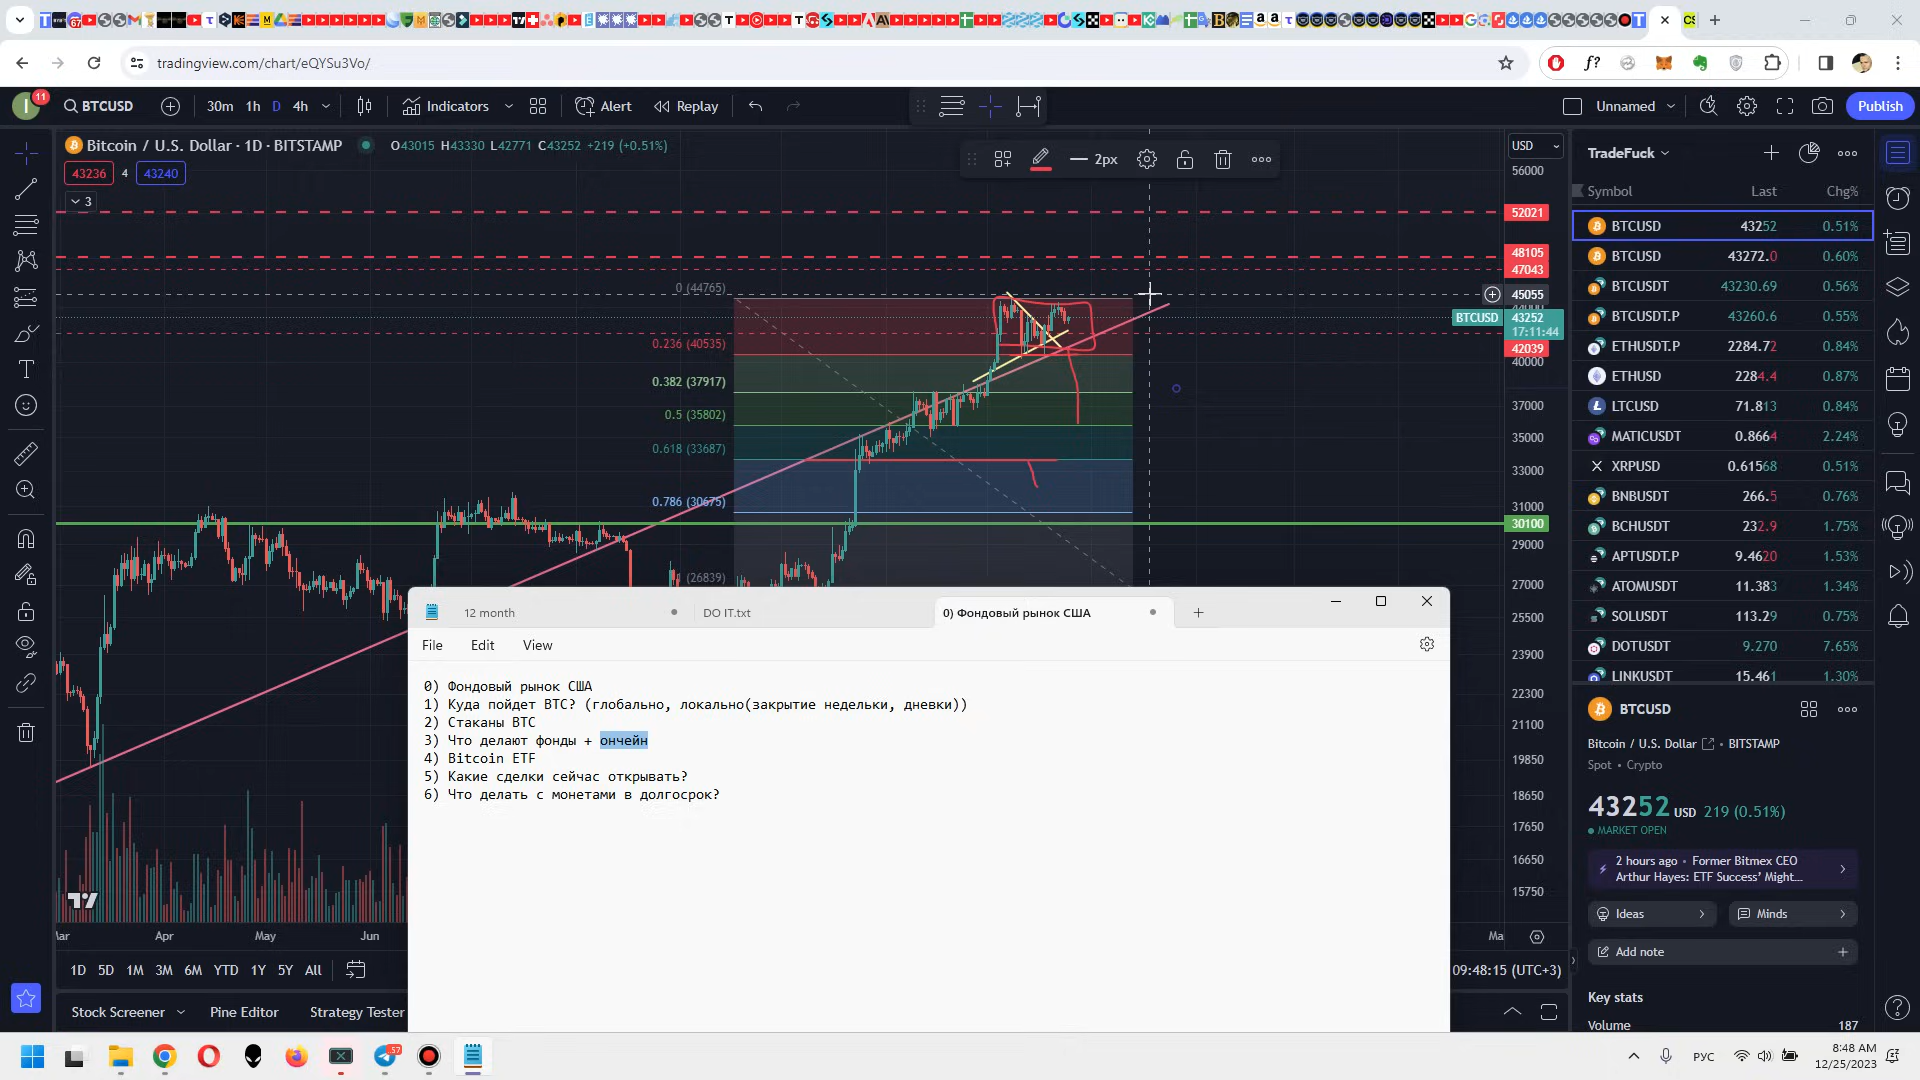 tradingview.com/chart/eQYSu3Vo/
11
BTCUSD
30m 1h D 4h
Indicators
Alert
Replay
Unnamed
Publish
Bitcoin / U.S. Dollar · 1D · BITSTAMP
O43015 H43330 L42771 C43252 +219 (+0.51%)
43236 4 43240
3
2px
USD
56000
52021
48105
47043
45055
BTCUSD 43252
17:11:44
42039
40000
37000
35000
33000
31000
30100
29000
27000
25500
23900
22300
21100
19850
18650
17650
16650
15750
0 (44765)
0.236 (40535)
0.382 (37917)
0.5 (35802)
0.618 (33687)
0.786 (30675)
1 (26839)
Apr May Jun
1D 5D 1M 3M 6M YTD 1Y 5Y All
09:48:15 (UTC+3)
Stock Screener
Pine Editor
Strategy Tester
12 month
DO IT.txt
0) Фондовый рынок США
File Edit View
0) Фондовый рынок США
1) Куда пойдет BTC? (глобально, локально(закрытие недельки, дневки))
2) Стаканы BTC
3) Что делают фонды + ончейн
4) Bitcoin ETF
5) Какие сделки сейчас открывать?
6) Что делать с монетами в долгосрок?
TradeFuck
Symbol Last Chg%
BTCUSD 43252 0.51%
BTCUSD 43272.0 0.60%
BTCUSDT 43230.69 0.56%
BTCUSDT.P 43260.6 0.55%
ETHUSDT.P 2284.72 0.84%
ETHUSD 2284.4 0.87%
LTCUSD 71.813 0.84%
MATICUSDT 0.8664 2.24%
XRPUSD 0.61568 0.51%
BNBUSDT 266.5 0.76%
BCHUSDT 232.9 1.75%
APTUSDT.P 9.4620 1.53%
ATOMUSDT 11.383 1.34%
SOLUSDT 113.29 0.75%
DOTUSDT 9.270 7.65%
LINKUSDT 15.461 1.30%
BTCUSD
Bitcoin / U.S. Dollar · BITSTAMP
Spot · Crypto
43252 USD 219 (0.51%)
MARKET OPEN
2 hours ago · Former Bitmex CEO
Arthur Hayes: ETF Success’ Might...
Ideas
Minds
Add note
Key stats
Volume 187
57
РУС
8:48 AM
12/25/2023